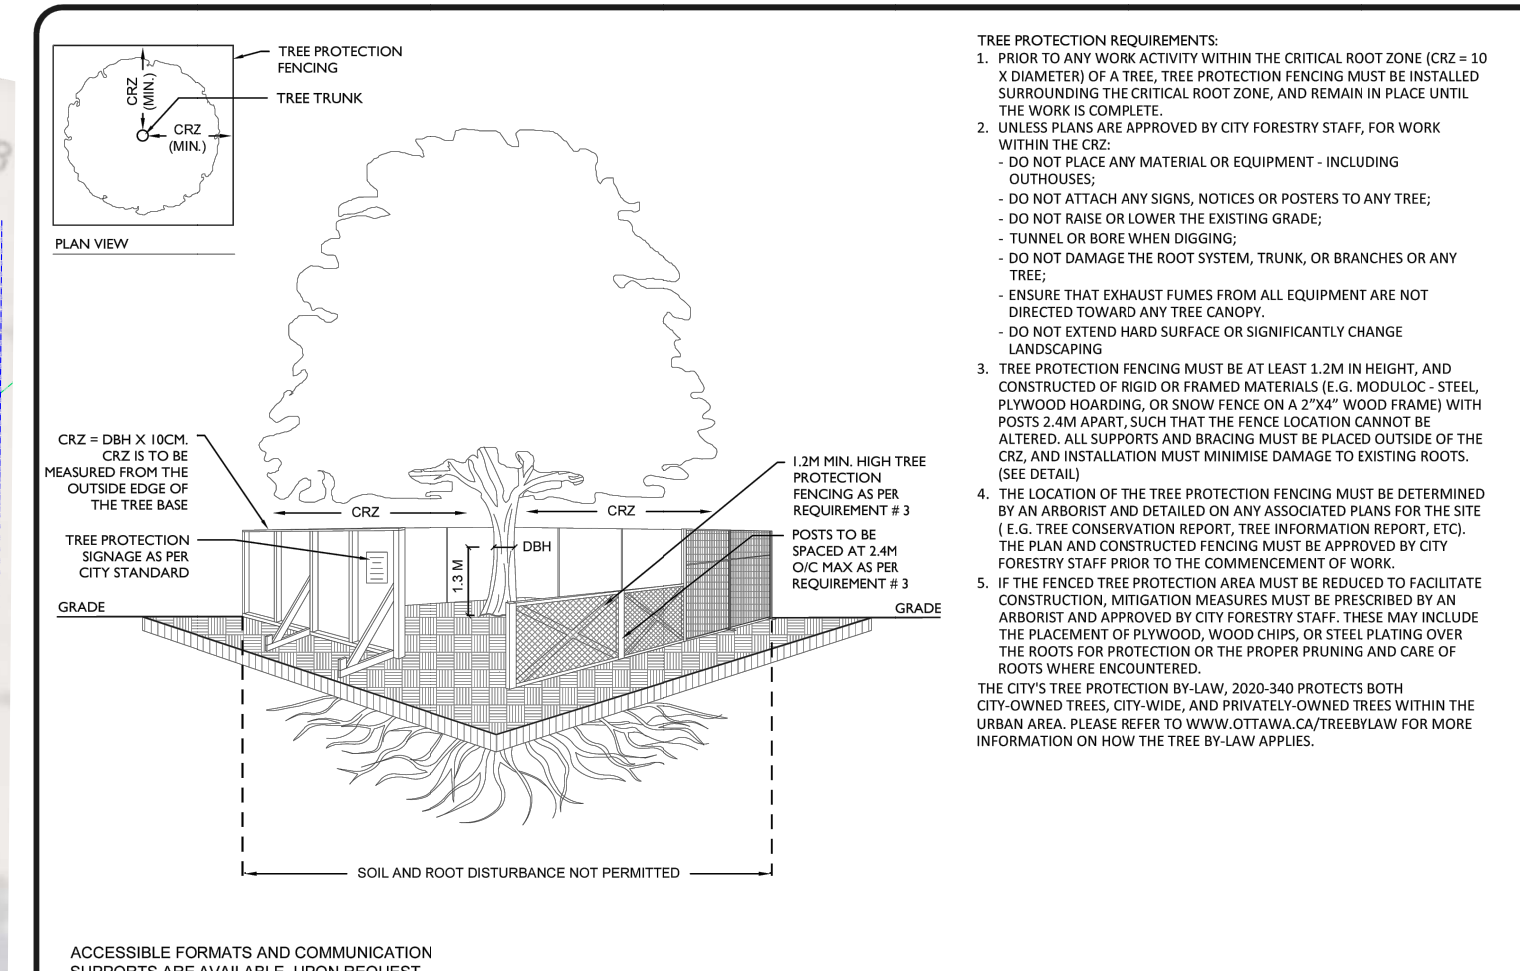 TREE PROTECTION
FENCING
TREE TRUNK
CRZ
(MIN.)
CRZ
(MIN.)
PLAN VIEW
CRZ = DBH X 10CM.
CRZ IS TO BE
MEASURED FROM THE
OUTSIDE EDGE OF
THE TREE BASE
TREE PROTECTION
SIGNAGE AS PER
CITY STANDARD
GRADE
CRZ
CRZ
DBH
1.3 M
1.2M MIN. HIGH TREE
PROTECTION
FENCING AS PER
REQUIREMENT # 3
POSTS TO BE
SPACED AT 2.4M
O/C MAX AS PER
REQUIREMENT # 3
GRADE
SOIL AND ROOT DISTURBANCE NOT PERMITTED
ACCESSIBLE FORMATS AND COMMUNICATION
SUPPORTS ARE AVAILABLE, UPON REQUEST
TREE PROTECTION REQUIREMENTS:
1. PRIOR TO ANY WORK ACTIVITY WITHIN THE CRITICAL ROOT ZONE (CRZ = 10
X DIAMETER) OF A TREE, TREE PROTECTION FENCING MUST BE INSTALLED
SURROUNDING THE CRITICAL ROOT ZONE, AND REMAIN IN PLACE UNTIL
THE WORK IS COMPLETE.
2. UNLESS PLANS ARE APPROVED BY CITY FORESTRY STAFF, FOR WORK
WITHIN THE CRZ:
- DO NOT PLACE ANY MATERIAL OR EQUIPMENT - INCLUDING
OUTHOUSES;
- DO NOT ATTACH ANY SIGNS, NOTICES OR POSTERS TO ANY TREE;
- DO NOT RAISE OR LOWER THE EXISTING GRADE;
- TUNNEL OR BORE WHEN DIGGING;
- DO NOT DAMAGE THE ROOT SYSTEM, TRUNK, OR BRANCHES OR ANY
TREE;
- ENSURE THAT EXHAUST FUMES FROM ALL EQUIPMENT ARE NOT
DIRECTED TOWARD ANY TREE CANOPY.
- DO NOT EXTEND HARD SURFACE OR SIGNIFICANTLY CHANGE
LANDSCAPING
3. TREE PROTECTION FENCING MUST BE AT LEAST 1.2M IN HEIGHT, AND
CONSTRUCTED OF RIGID OR FRAMED MATERIALS (E.G. MODULOC - STEEL,
PLYWOOD HOARDING, OR SNOW FENCE ON A 2”X4” WOOD FRAME) WITH
POSTS 2.4M APART, SUCH THAT THE FENCE LOCATION CANNOT BE
ALTERED. ALL SUPPORTS AND BRACING MUST BE PLACED OUTSIDE OF THE
CRZ, AND INSTALLATION MUST MINIMISE DAMAGE TO EXISTING ROOTS.
(SEE DETAIL)
4. THE LOCATION OF THE TREE PROTECTION FENCING MUST BE DETERMINED
BY AN ARBORIST AND DETAILED ON ANY ASSOCIATED PLANS FOR THE SITE
( E.G. TREE CONSERVATION REPORT, TREE INFORMATION REPORT, ETC).
THE PLAN AND CONSTRUCTED FENCING MUST BE APPROVED BY CITY
FORESTRY STAFF PRIOR TO THE COMMENCEMENT OF WORK.
5. IF THE FENCED TREE PROTECTION AREA MUST BE REDUCED TO FACILITATE
CONSTRUCTION, MITIGATION MEASURES MUST BE PRESCRIBED BY AN
ARBORIST AND APPROVED BY CITY FORESTRY STAFF. THESE MAY INCLUDE
THE PLACEMENT OF PLYWOOD, WOOD CHIPS, OR STEEL PLATING OVER
THE ROOTS FOR PROTECTION OR THE PROPER PRUNING AND CARE OF
ROOTS WHERE ENCOUNTERED.
THE CITY'S TREE PROTECTION BY-LAW, 2020-340 PROTECTS BOTH
CITY-OWNED TREES, CITY-WIDE, AND PRIVATELY-OWNED TREES WITHIN THE
URBAN AREA. PLEASE REFER TO WWW.OTTAWA.CA/TREEBYLAW FOR MORE
INFORMATION ON HOW THE TREE BY-LAW APPLIES.